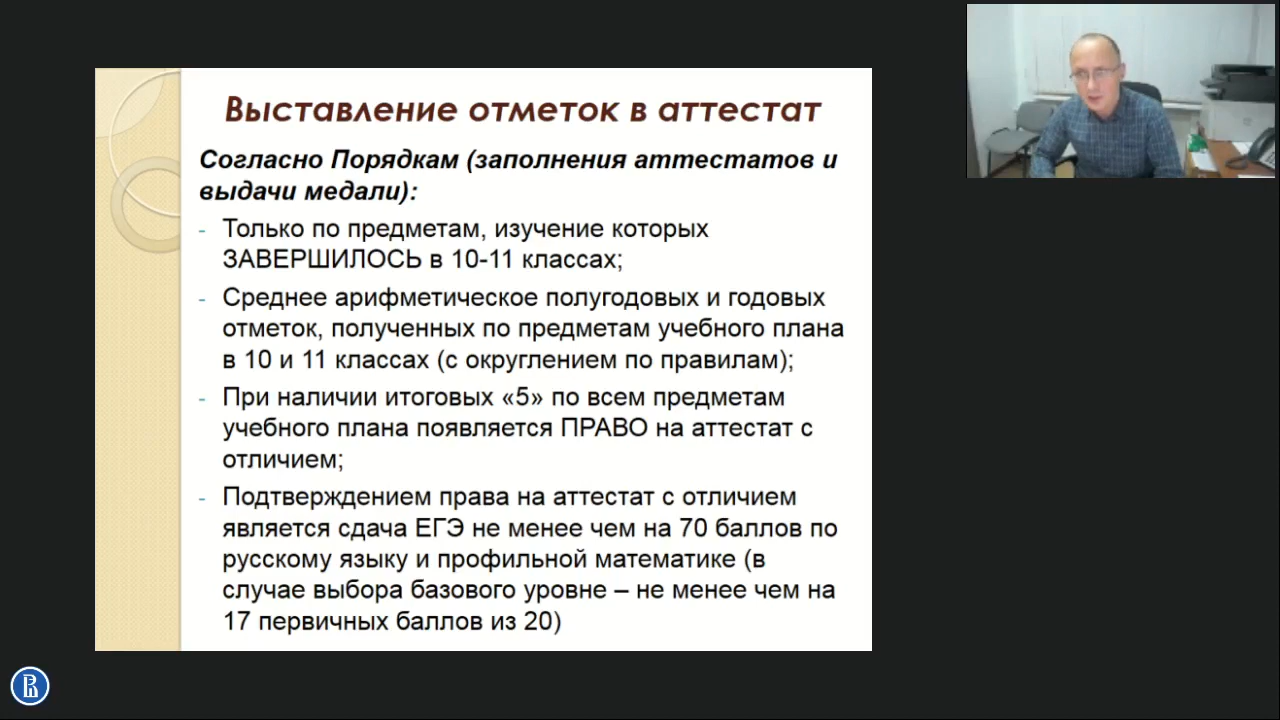 Выставление отметок в аттестат
Согласно Порядкам (заполнения аттестатов и
выдачи медали):
- Только по предметам, изучение которых
ЗАВЕРШИЛОСЬ в 10-11 классах;
- Среднее арифметическое полугодовых и годовых
отметок, полученных по предметам учебного плана
в 10 и 11 классах (с округлением по правилам);
- При наличии итоговых «5» по всем предметам
учебного плана появляется ПРАВО на аттестат с
отличием;
- Подтверждением права на аттестат с отличием
является сдача ЕГЭ не менее чем на 70 баллов по
русскому языку и профильной математике (в
случае выбора базового уровне – не менее чем на
17 первичных баллов из 20)